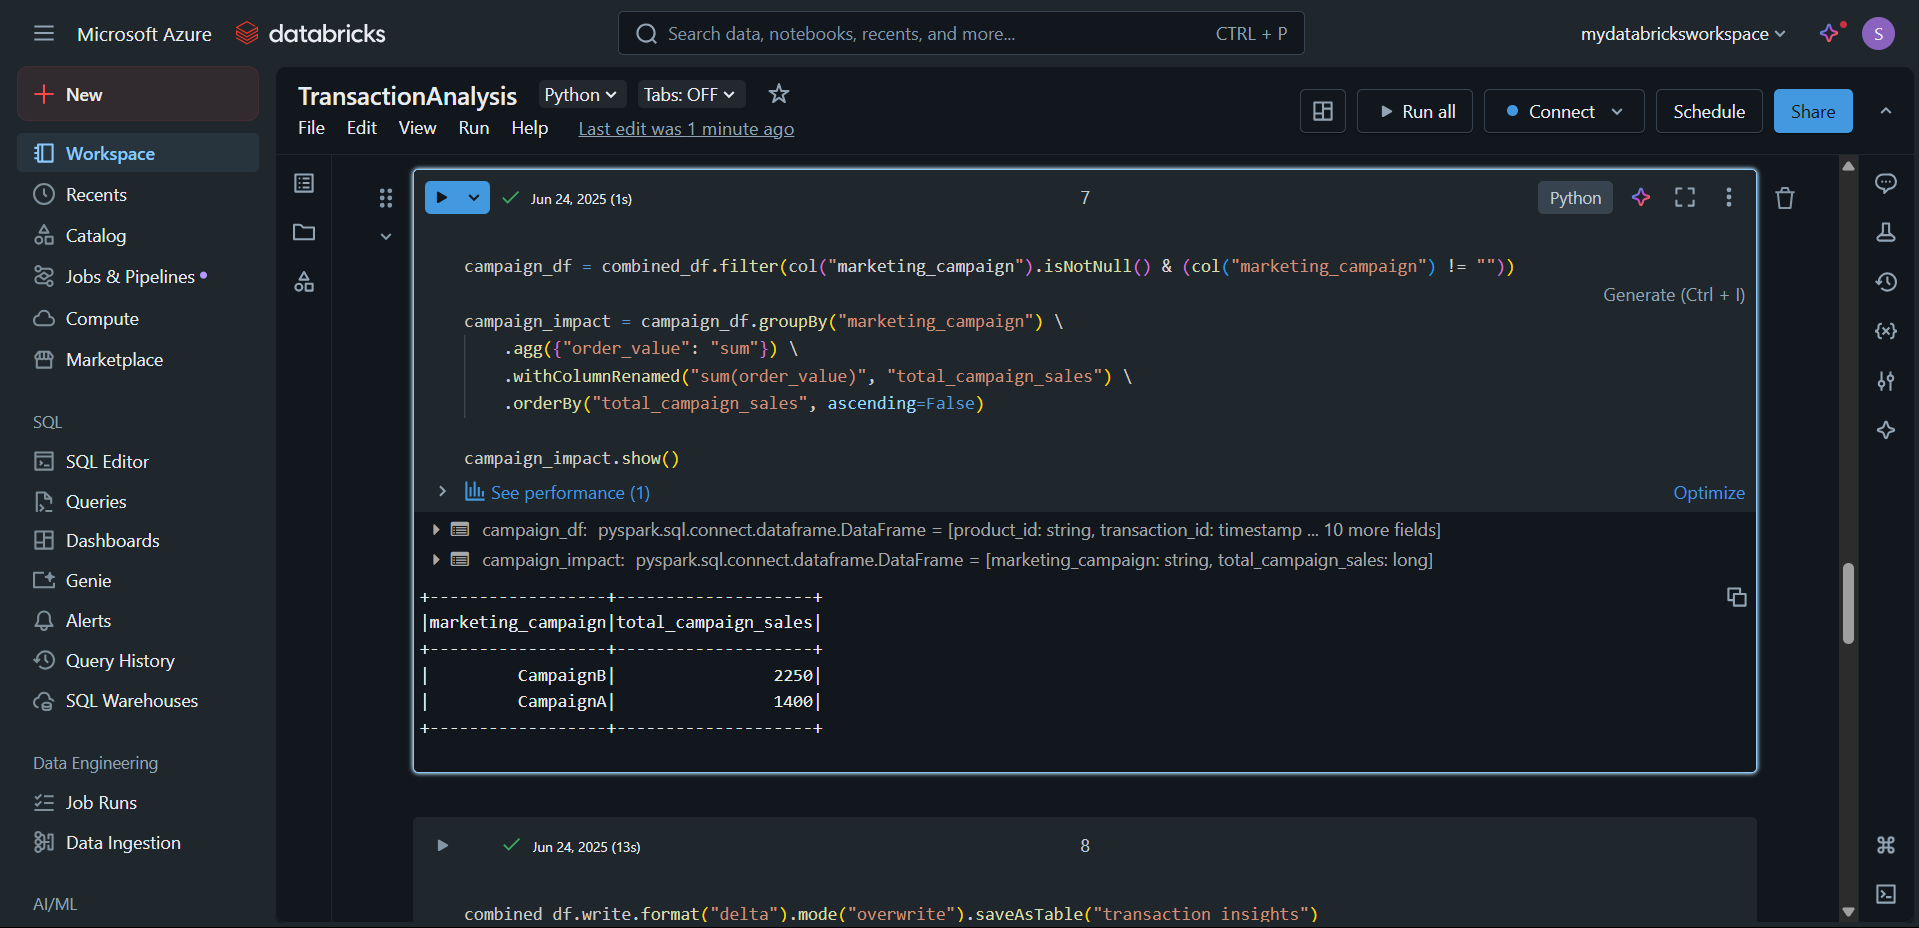 Microsoft Azure
databricks
Search data, notebooks, recents, and more...
CTRL + P
mydatabricksworkspace
S
New
Workspace
Recents
Catalog
Jobs & Pipelines
Compute
Marketplace
SQL
SQL Editor
Queries
Dashboards
Genie
Alerts
Query History
SQL Warehouses
Data Engineering
Job Runs
Data Ingestion
AI/ML
TransactionAnalysis
Python
Tabs: OFF
File Edit View Run Help Last edit was 1 minute ago
Run all
Connect
Schedule
Share
Jun 24, 2025 (1s)
7
Python
campaign_df = combined_df.filter(col("marketing_campaign").isNotNull() & (col("marketing_campaign") != ""))
Generate (Ctrl + I)
campaign_impact = campaign_df.groupBy("marketing_campaign") \
.agg({"order_value": "sum"}) \
.withColumnRenamed("sum(order_value)", "total_campaign_sales") \
.orderBy("total_campaign_sales", ascending=False)
campaign_impact.show()
See performance (1)
Optimize
campaign_df: pyspark.sql.connect.dataframe.DataFrame = [product_id: string, transaction_id: timestamp ... 10 more fields]
campaign_impact: pyspark.sql.connect.dataframe.DataFrame = [marketing_campaign: string, total_campaign_sales: long]
+------------------+--------------------+
|marketing_campaign|total_campaign_sales|
+------------------+--------------------+
|         CampaignB|                2250|
|         CampaignA|                1400|
+------------------+--------------------+
Jun 24, 2025 (13s)
8
combined_df.write.format("delta").mode("overwrite").saveAsTable("transaction_insights")